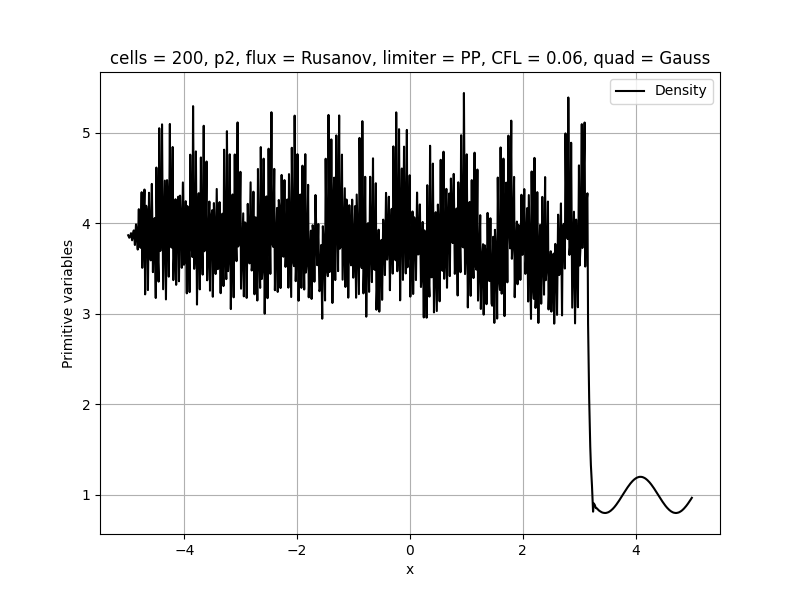 cells = 200, p2, flux = Rusanov, limiter = PP, CFL = 0.06, quad = Gauss
Density
5
4
3
2
1
Primitive variables
−4
−2
0
2
4
x